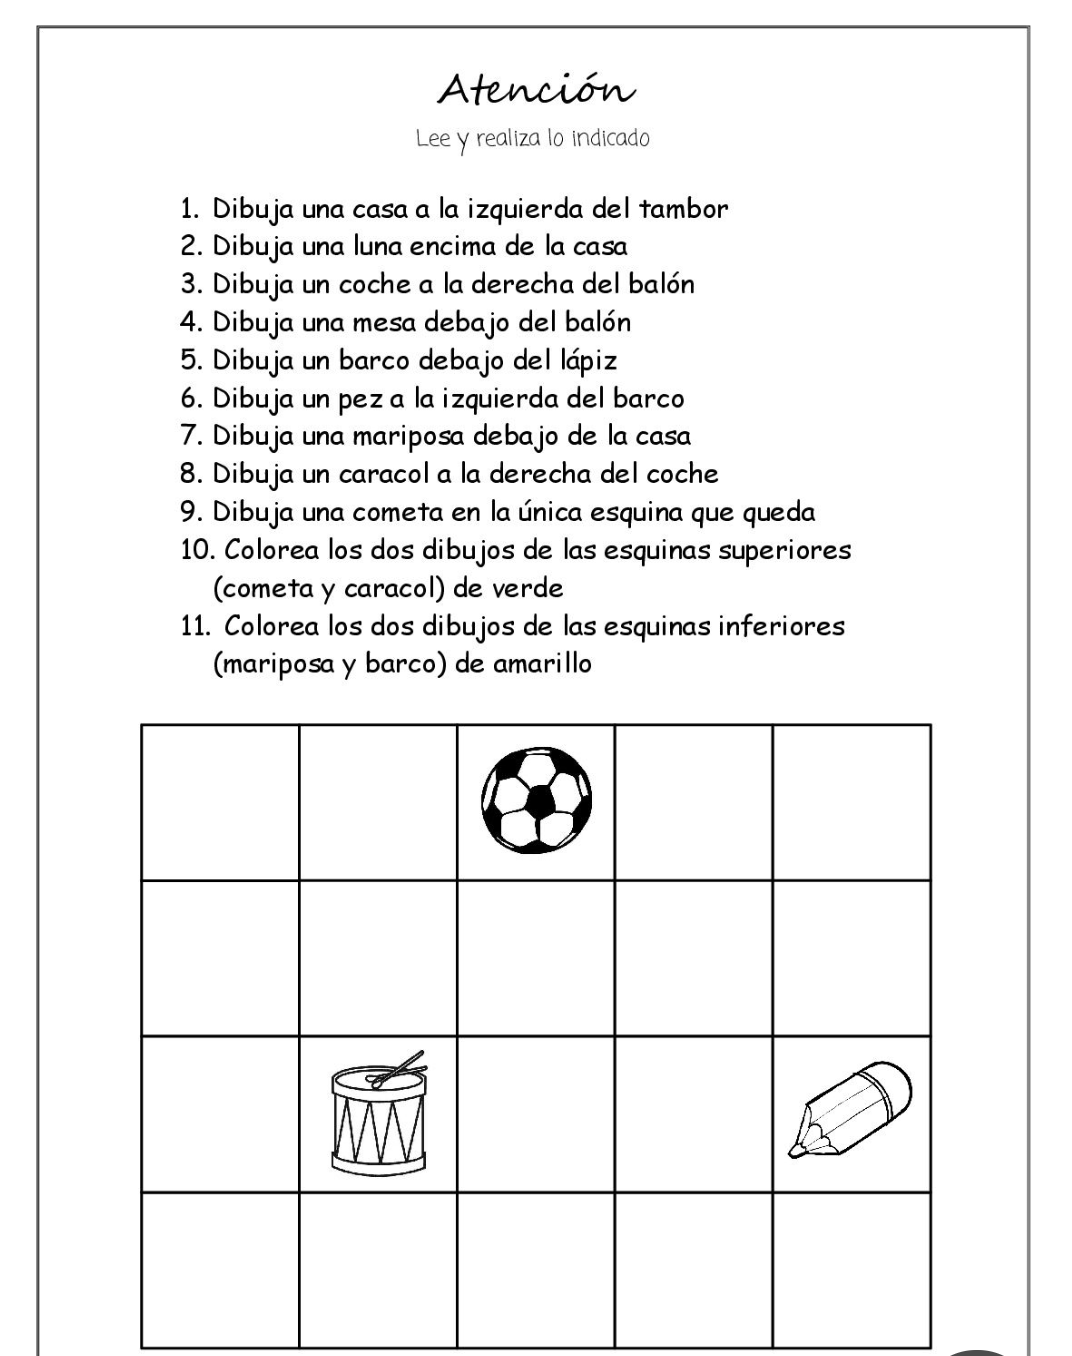 Atención
Lee y realiza lo indicado
1. Dibuja una casa a la izquierda del tambor
2. Dibuja una luna encima de la casa
3. Dibuja un coche a la derecha del balón
4. Dibuja una mesa debajo del balón
5. Dibuja un barco debajo del lápiz
6. Dibuja un pez a la izquierda del barco
7. Dibuja una mariposa debajo de la casa
8. Dibuja un caracol a la derecha del coche
9. Dibuja una cometa en la única esquina que queda
10. Colorea los dos dibujos de las esquinas superiores
(cometa y caracol) de verde
11. Colorea los dos dibujos de las esquinas inferiores
(mariposa y barco) de amarillo